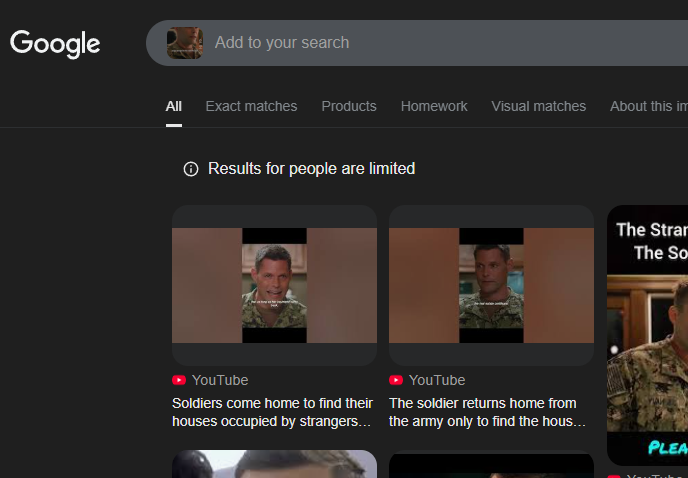 Google
Add to your search
All
Exact matches
Products
Homework
Visual matches
About this im
Results for people are limited
The Stran
The So
PLEA
YouTube
YouTube
Soldiers come home to find their
houses occupied by strangers...
The soldier returns home from
the army only to find the hous...
YouTube